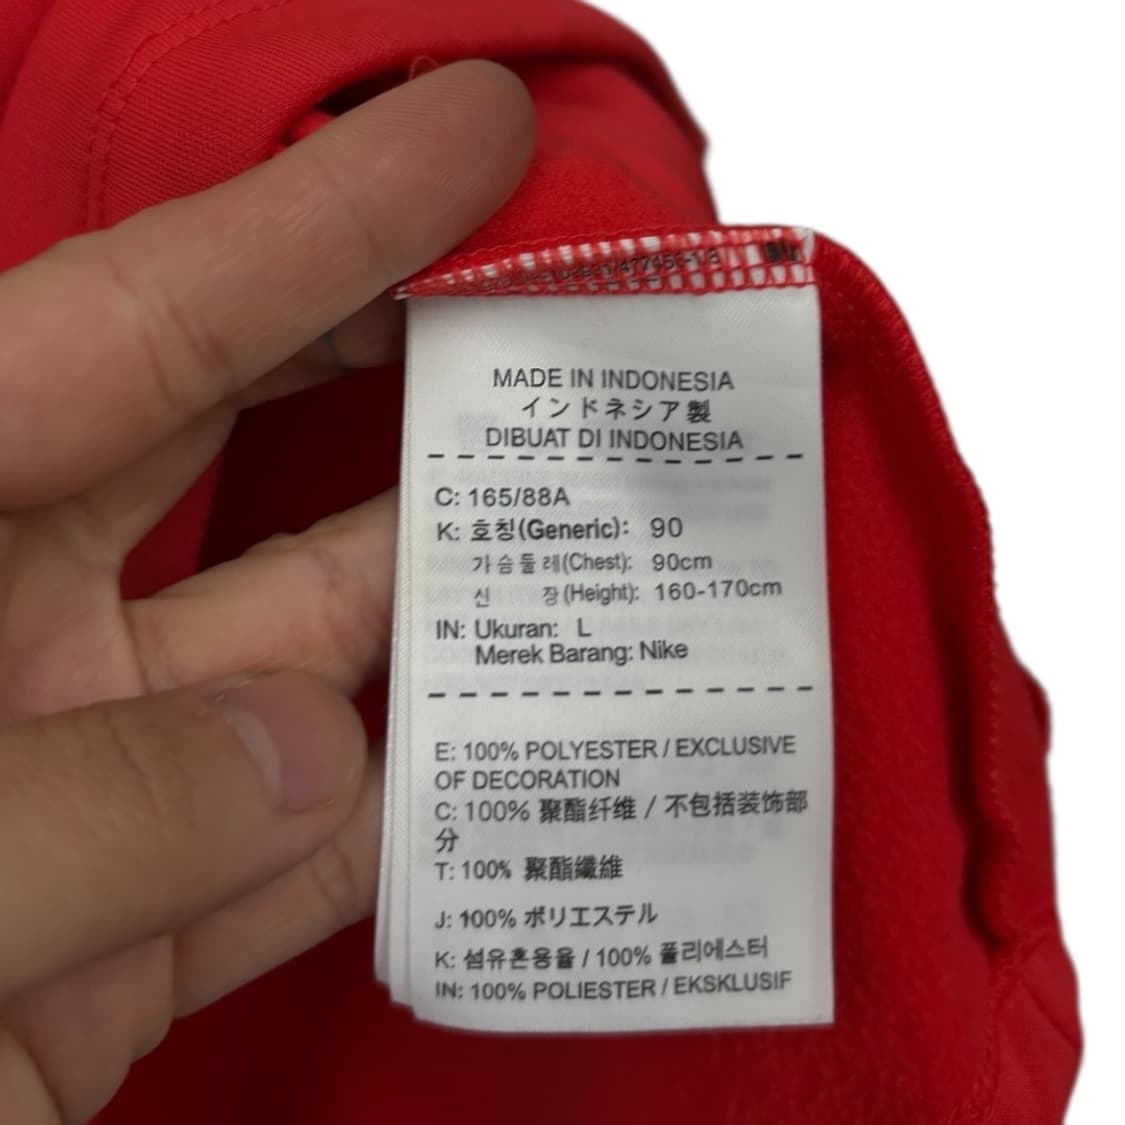 MADE IN INDONESIA
インドネシア製
DIBUAT DI INDONESIA
C: 165/88A
K: 호칭(Generic): 90
가슴둘레(Chest): 90cm
신 장(Height): 160-170cm
IN: Ukuran: L
Merek Barang: Nike
E: 100% POLYESTER / EXCLUSIVE
OF DECORATION
C: 100% 聚酯纤维 / 不包括装饰部
分
T: 100% 聚酯纖維
J: 100% ポリエステル
K: 섬유혼용율 / 100% 폴리에스터
IN: 100% POLIESTER / EKSKLUSIF